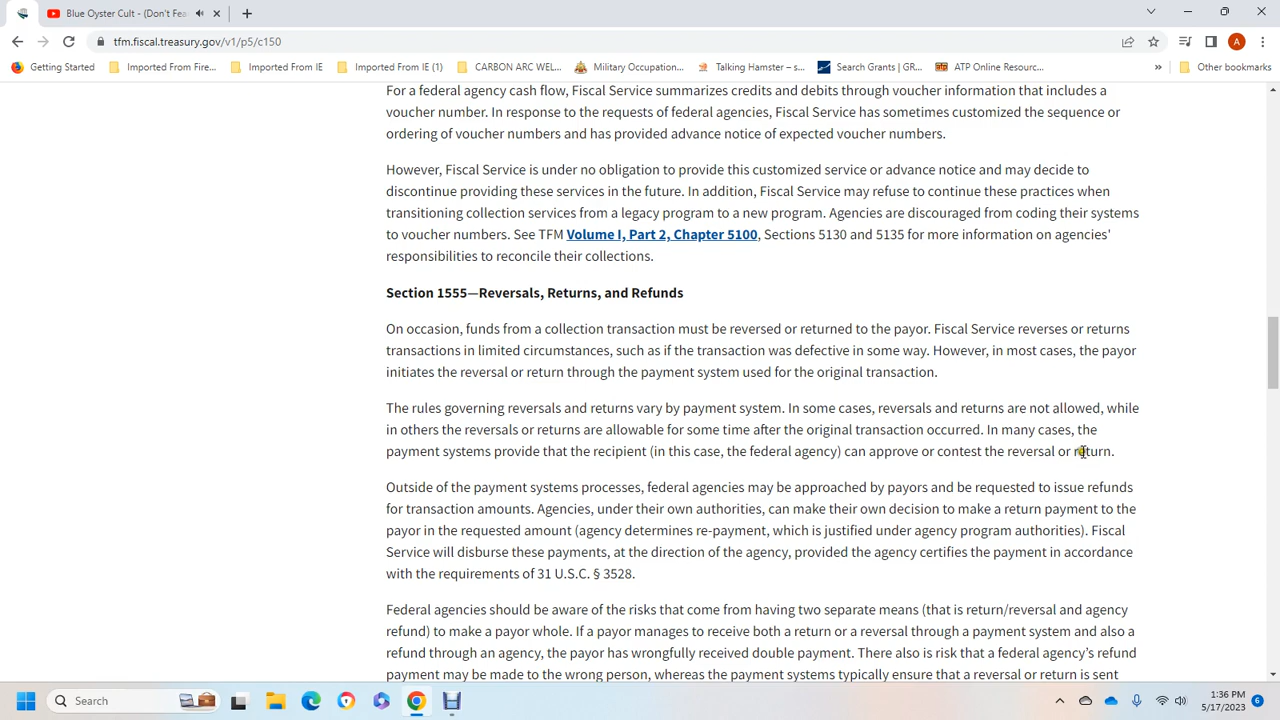 Blue Oyster Cult - (Don't Fea
tfm.fiscal.treasury.gov/v1/p5/c150
A
Getting Started
Imported From Fire...
Imported From IE
Imported From IE (1)
CARBON ARC WEL...
Military Occupation...
Talking Hamster – s...
Search Grants | GR...
ATP Online Resourc...
»
Other bookmarks
For a federal agency cash flow, Fiscal Service summarizes credits and debits through voucher information that includes a
voucher number. In response to the requests of federal agencies, Fiscal Service has sometimes customized the sequence or
ordering of voucher numbers and has provided advance notice of expected voucher numbers.
However, Fiscal Service is under no obligation to provide this customized service or advance notice and may decide to
discontinue providing these services in the future. In addition, Fiscal Service may refuse to continue these practices when
transitioning collection services from a legacy program to a new program. Agencies are discouraged from coding their systems
to voucher numbers. See TFM Volume I, Part 2, Chapter 5100, Sections 5130 and 5135 for more information on agencies'
responsibilities to reconcile their collections.
Section 1555—Reversals, Returns, and Refunds
On occasion, funds from a collection transaction must be reversed or returned to the payor. Fiscal Service reverses or returns
transactions in limited circumstances, such as if the transaction was defective in some way. However, in most cases, the payor
initiates the reversal or return through the payment system used for the original transaction.
The rules governing reversals and returns vary by payment system. In some cases, reversals and returns are not allowed, while
in others the reversals or returns are allowable for some time after the original transaction occurred. In many cases, the
payment systems provide that the recipient (in this case, the federal agency) can approve or contest the reversal or return.
Outside of the payment systems processes, federal agencies may be approached by payors and be requested to issue refunds
for transaction amounts. Agencies, under their own authorities, can make their own decision to make a return payment to the
payor in the requested amount (agency determines re-payment, which is justified under agency program authorities). Fiscal
Service will disburse these payments, at the direction of the agency, provided the agency certifies the payment in accordance
with the requirements of 31 U.S.C. § 3528.
Federal agencies should be aware of the risks that come from having two separate means (that is return/reversal and agency
refund) to make a payor whole. If a payor manages to receive both a return or a reversal through a payment system and also a
refund through an agency, the payor has wrongfully received double payment. There also is risk that a federal agency's refund
payment may be made to the wrong person, whereas the payment systems typically ensure that a reversal or return is sent
Search
1:36 PM
5/17/2023
6